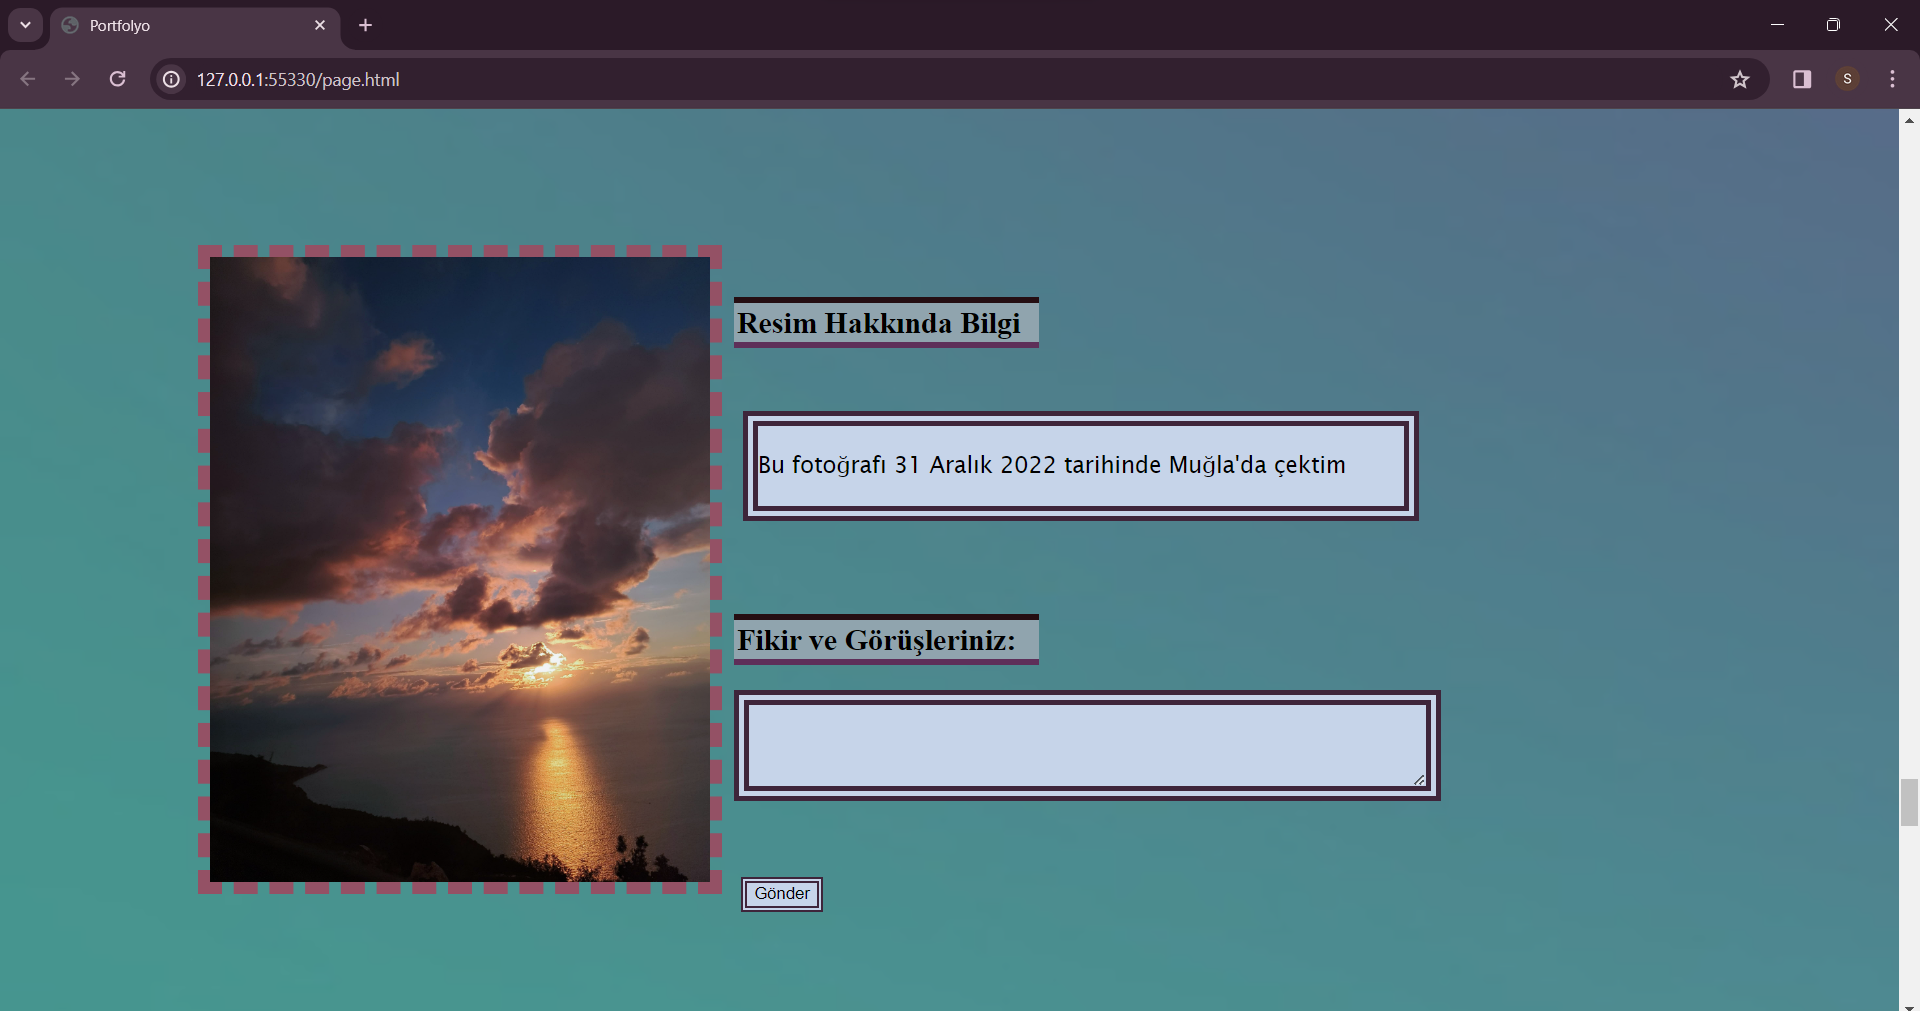 Portfolyo
127.0.0.1:55330/page.html
S
Resim Hakkında Bilgi
Bu fotoğrafı 31 Aralık 2022 tarihinde Muğla'da çektim
Fikir ve Görüşleriniz:
Gönder